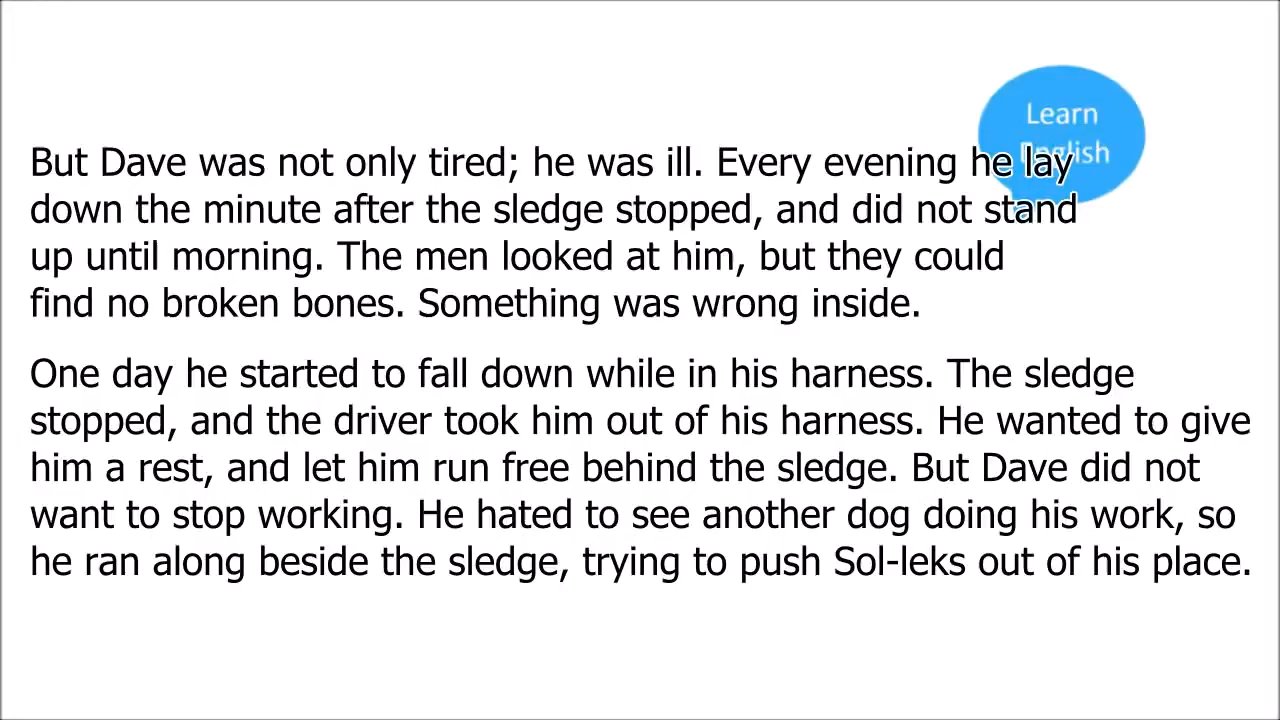 Learn
English
But Dave was not only tired; he was ill. Every evening he lay
down the minute after the sledge stopped, and did not stand
up until morning. The men looked at him, but they could
find no broken bones. Something was wrong inside.
One day he started to fall down while in his harness. The sledge
stopped, and the driver took him out of his harness. He wanted to give
him a rest, and let him run free behind the sledge. But Dave did not
want to stop working. He hated to see another dog doing his work, so
he ran along beside the sledge, trying to push Sol-leks out of his place.